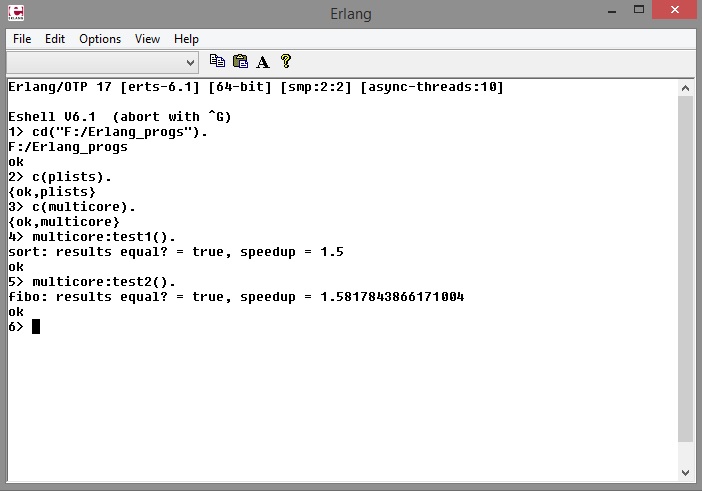 Erlang
File Edit Options View Help
Erlang/OTP 17 [erts-6.1] [64-bit] [smp:2:2] [async-threads:10]
Eshell V6.1 (abort with ^G)
1> cd("F:/Erlang_progs").
F:/Erlang_progs
ok
2> c(plists).
{ok,plists}
3> c(multicore).
{ok,multicore}
4> multicore:test1().
sort: results equal? = true, speedup = 1.5
ok
5> multicore:test2().
fibo: results equal? = true, speedup = 1.5817843866171004
ok
6>